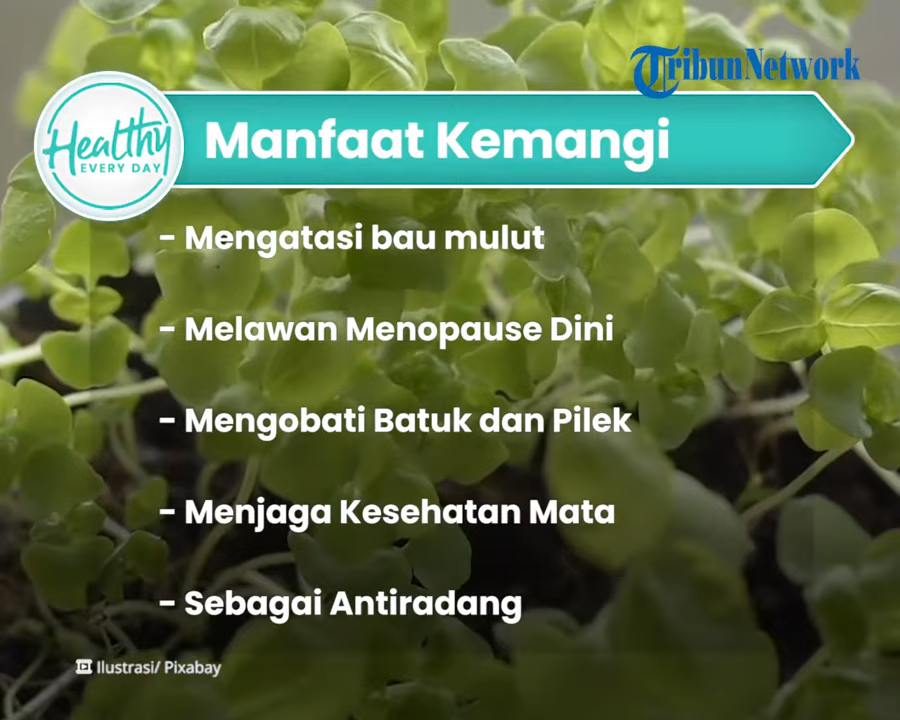 TribunNetwork
Healthy
EVERY DAY
Manfaat Kemangi
- Mengatasi bau mulut
- Melawan Menopause Dini
- Mengobati Batuk dan Pilek
- Menjaga Kesehatan Mata
- Sebagai Antiradang
Ilustrasi/ Pixabay